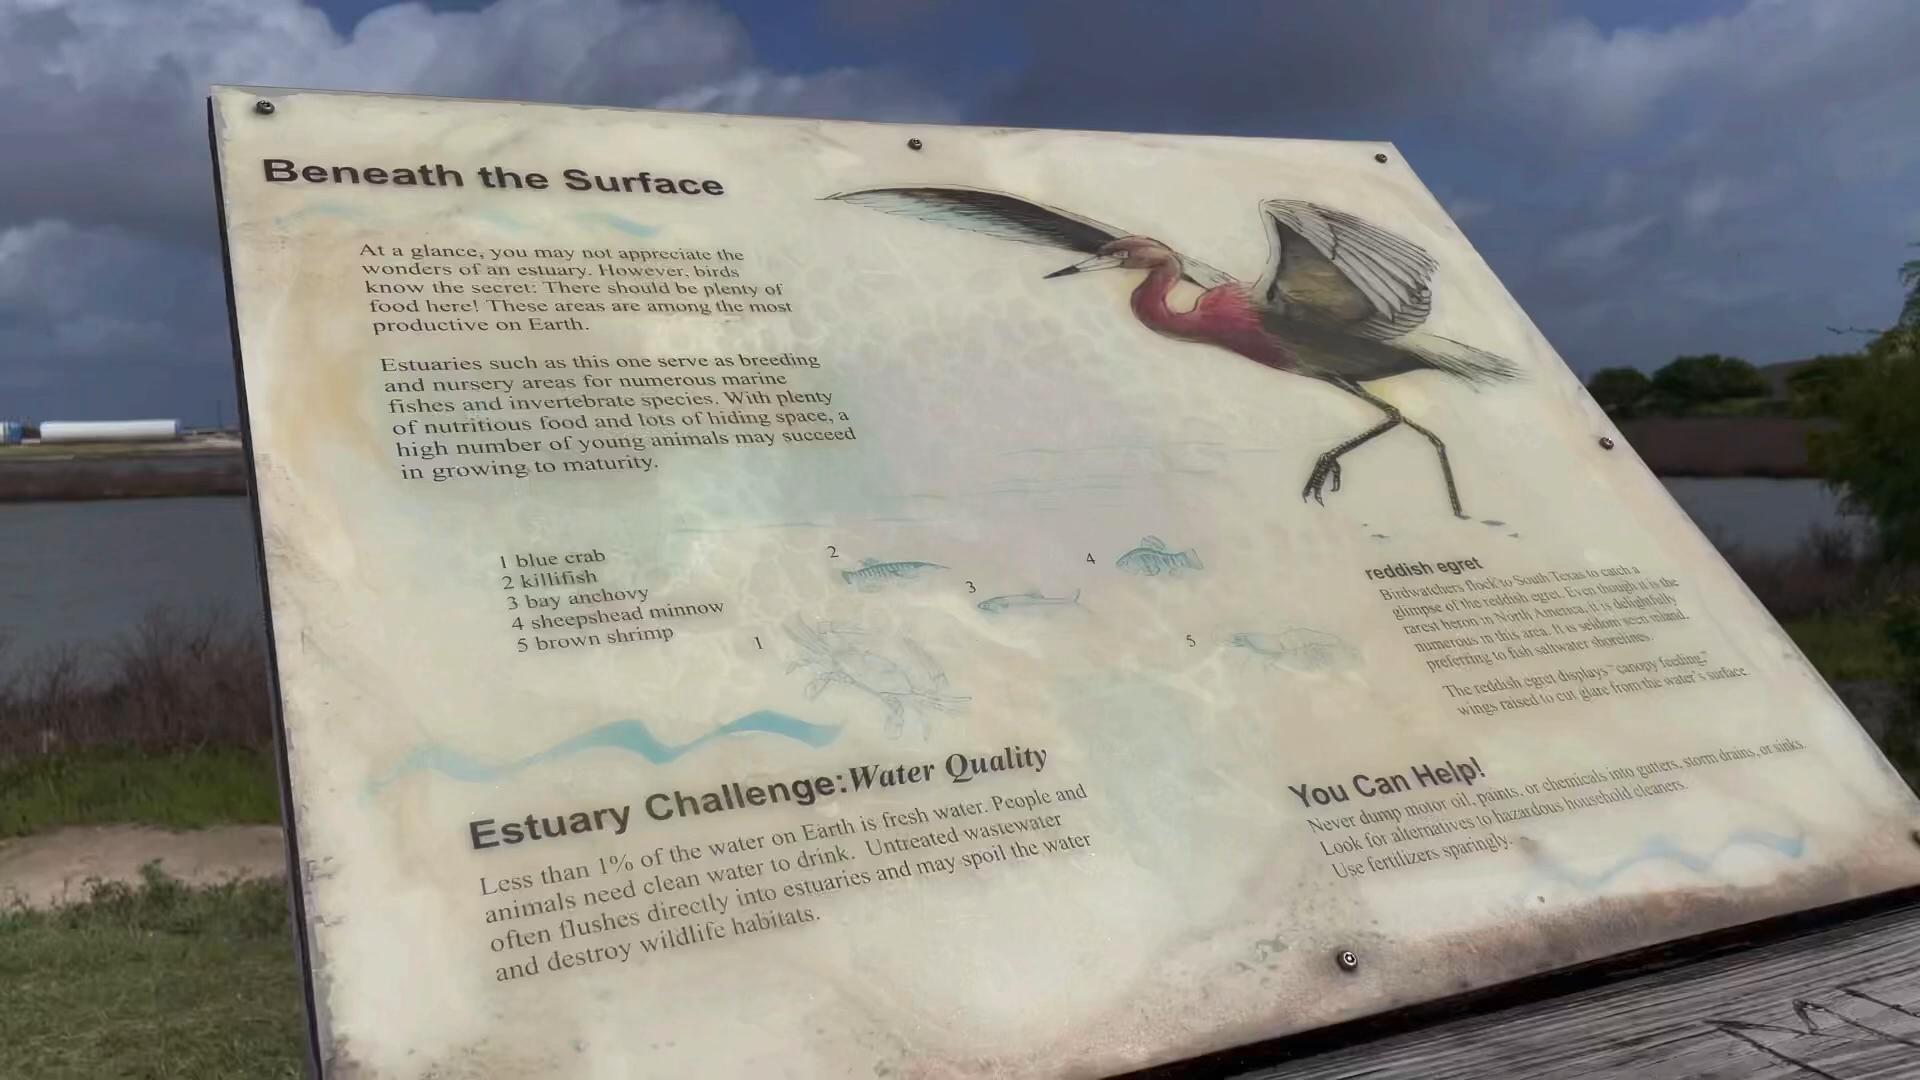 Beneath the Surface
At a glance, you may not appreciate the
wonders of an estuary. However, birds
know the secret: There should be plenty of
food here! These areas are among the most
productive on Earth.
Estuaries such as this one serve as breeding
and nursery areas for numerous marine
fishes and invertebrate species. With plenty
of nutritious food and lots of hiding space, a
high number of young animals may succeed
in growing to maturity.
1 blue crab
2 killifish
3 bay anchovy
4 sheepshead minnow
5 brown shrimp
2
3
4
1
5
reddish egret
Birdwatchers flock to South Texas to catch a
glimpse of the reddish egret. Even though it is the
rarest heron in North America, it is delightfully
numerous in this area. It is seldom seen inland,
preferring to fish saltwater shorelines.
The reddish egret displays "canopy feeding,"
wings raised to cut glare from the water's surface.
Estuary Challenge: Water Quality
Less than 1% of the water on Earth is fresh water. People and
animals need clean water to drink. Untreated wastewater
often flushes directly into estuaries and may spoil the water
and destroy wildlife habitats.
You Can Help!
Never dump motor oil, paints, or chemicals into gutters, storm drains, or sinks.
Look for alternatives to hazardous household cleaners.
Use fertilizers sparingly.